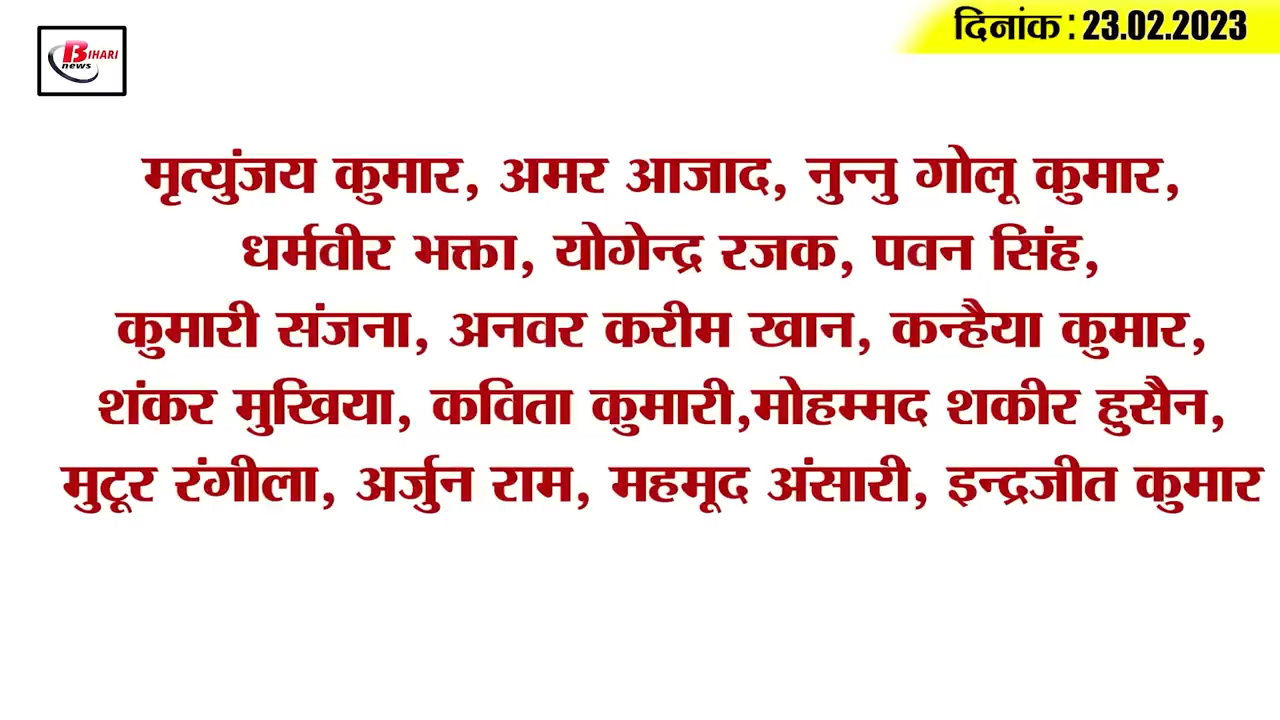 BIHARI
news
दिनांक : 23.02.2023
मृत्युंजय कुमार, अमर आजाद, नुन्नु गोलू कुमार,
धर्मवीर भक्ता, योगेन्द्र रजक, पवन सिंह,
कुमारी संजना, अनवर करीम खान, कन्हैया कुमार,
शंकर मुखिया, कविता कुमारी,मोहम्मद शकीर हुसैन,
मुटूर रंगीला, अर्जुन राम, महमूद अंसारी, इन्द्रजीत कुमार